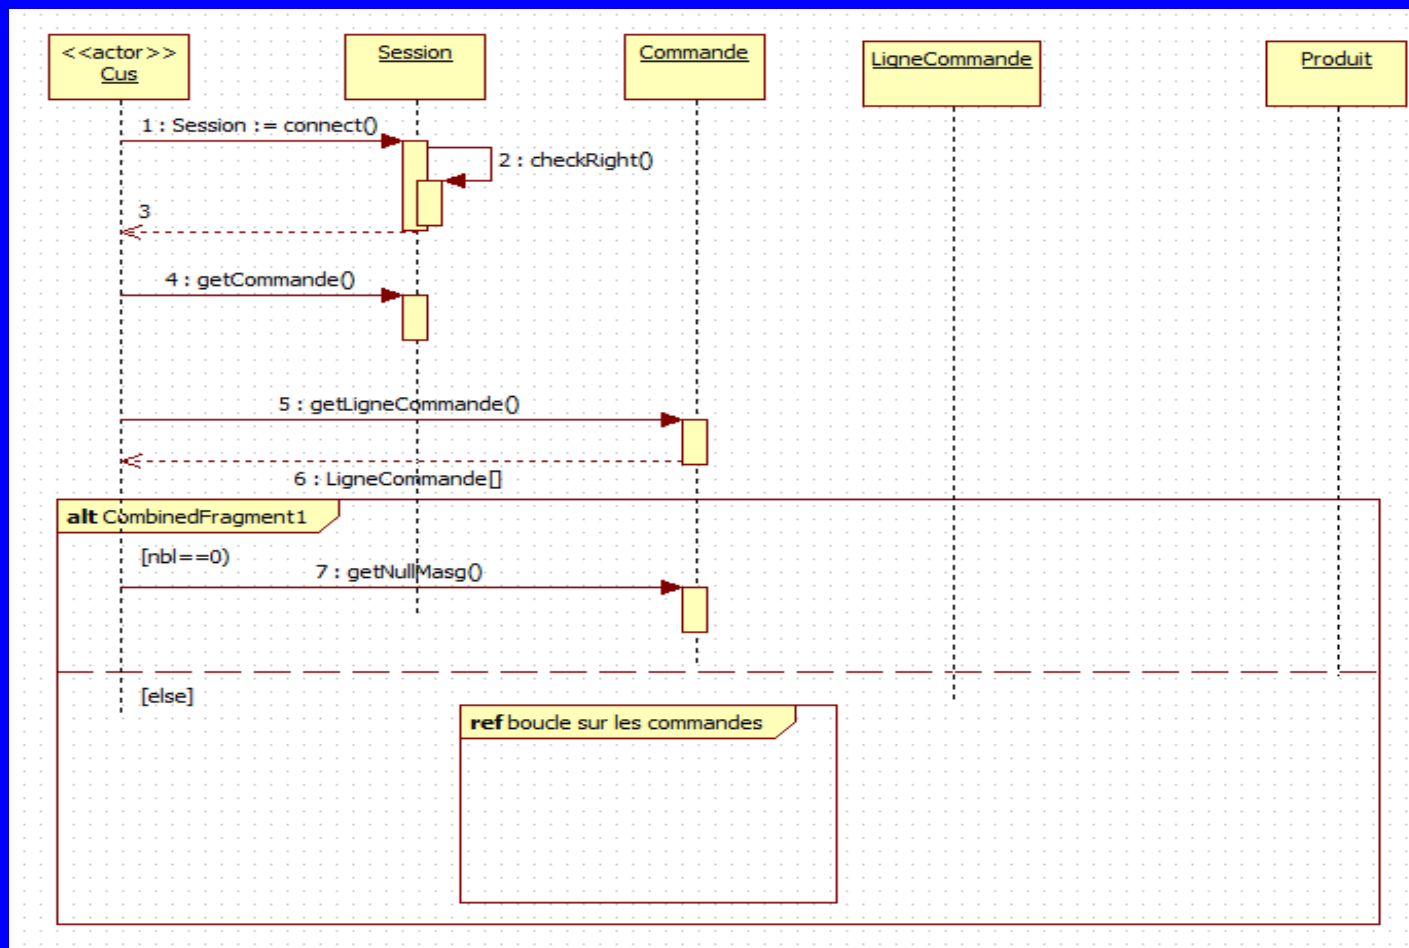 <<actor>>
Cus
Session
Commande
LigneCommande
Produit
1 : Session := connect()
2 : checkRight()
3
4 : getCommande()
5 : getLigneCommande()
6 : LigneCommande[]
alt CombinedFragment1
[nbl==0)
7 : getNullMasg()
[else]
ref boucle sur les commandes